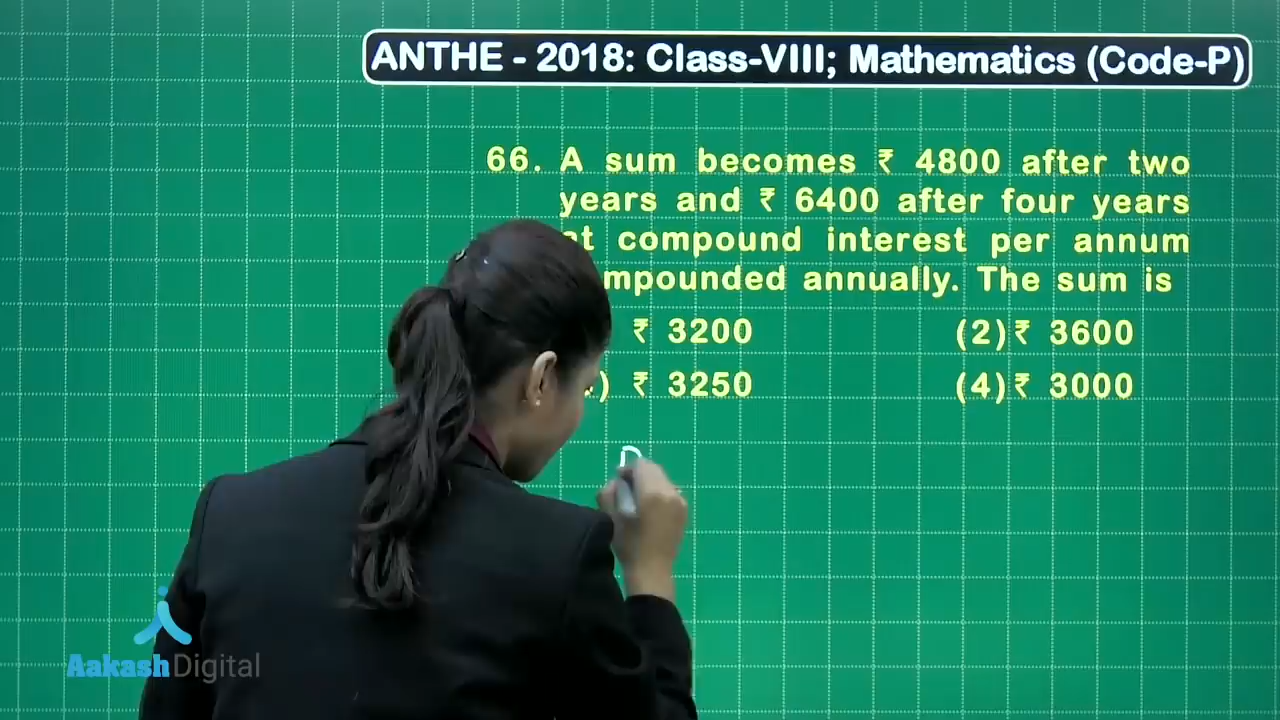 ANTHE - 2018: Class-VIII; Mathematics (Code-P)
66. A sum becomes ₹ 4800 after two
years and ₹ 6400 after four years
at compound interest per annum
mpounded annually. The sum is
₹ 3200 (2) ₹ 3600
) ₹ 3250 (4) ₹ 3000
Aakash Digital